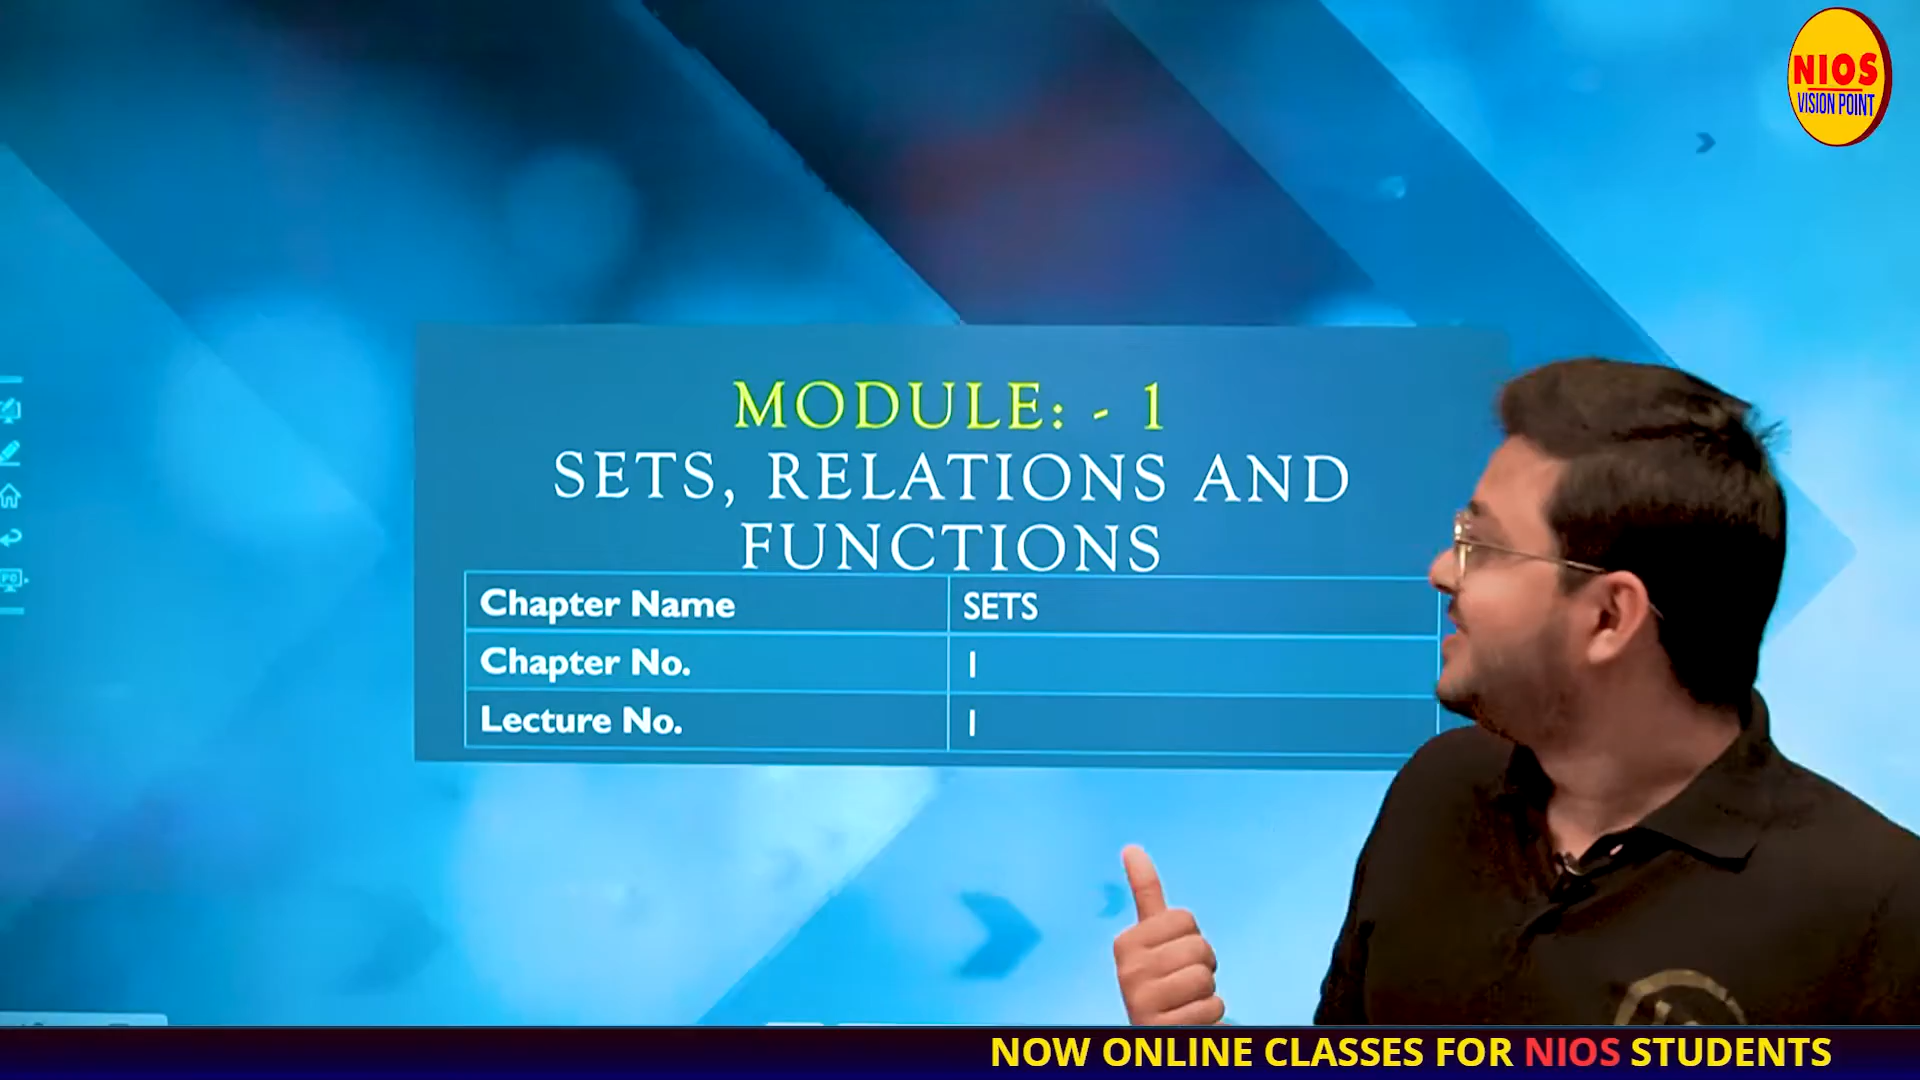 NIOS
VISION POINT
MODULE: - 1
SETS, RELATIONS AND
FUNCTIONS
Chapter Name SETS
Chapter No. 1
Lecture No. 1
NOW ONLINE CLASSES FOR NIOS STUDENTS